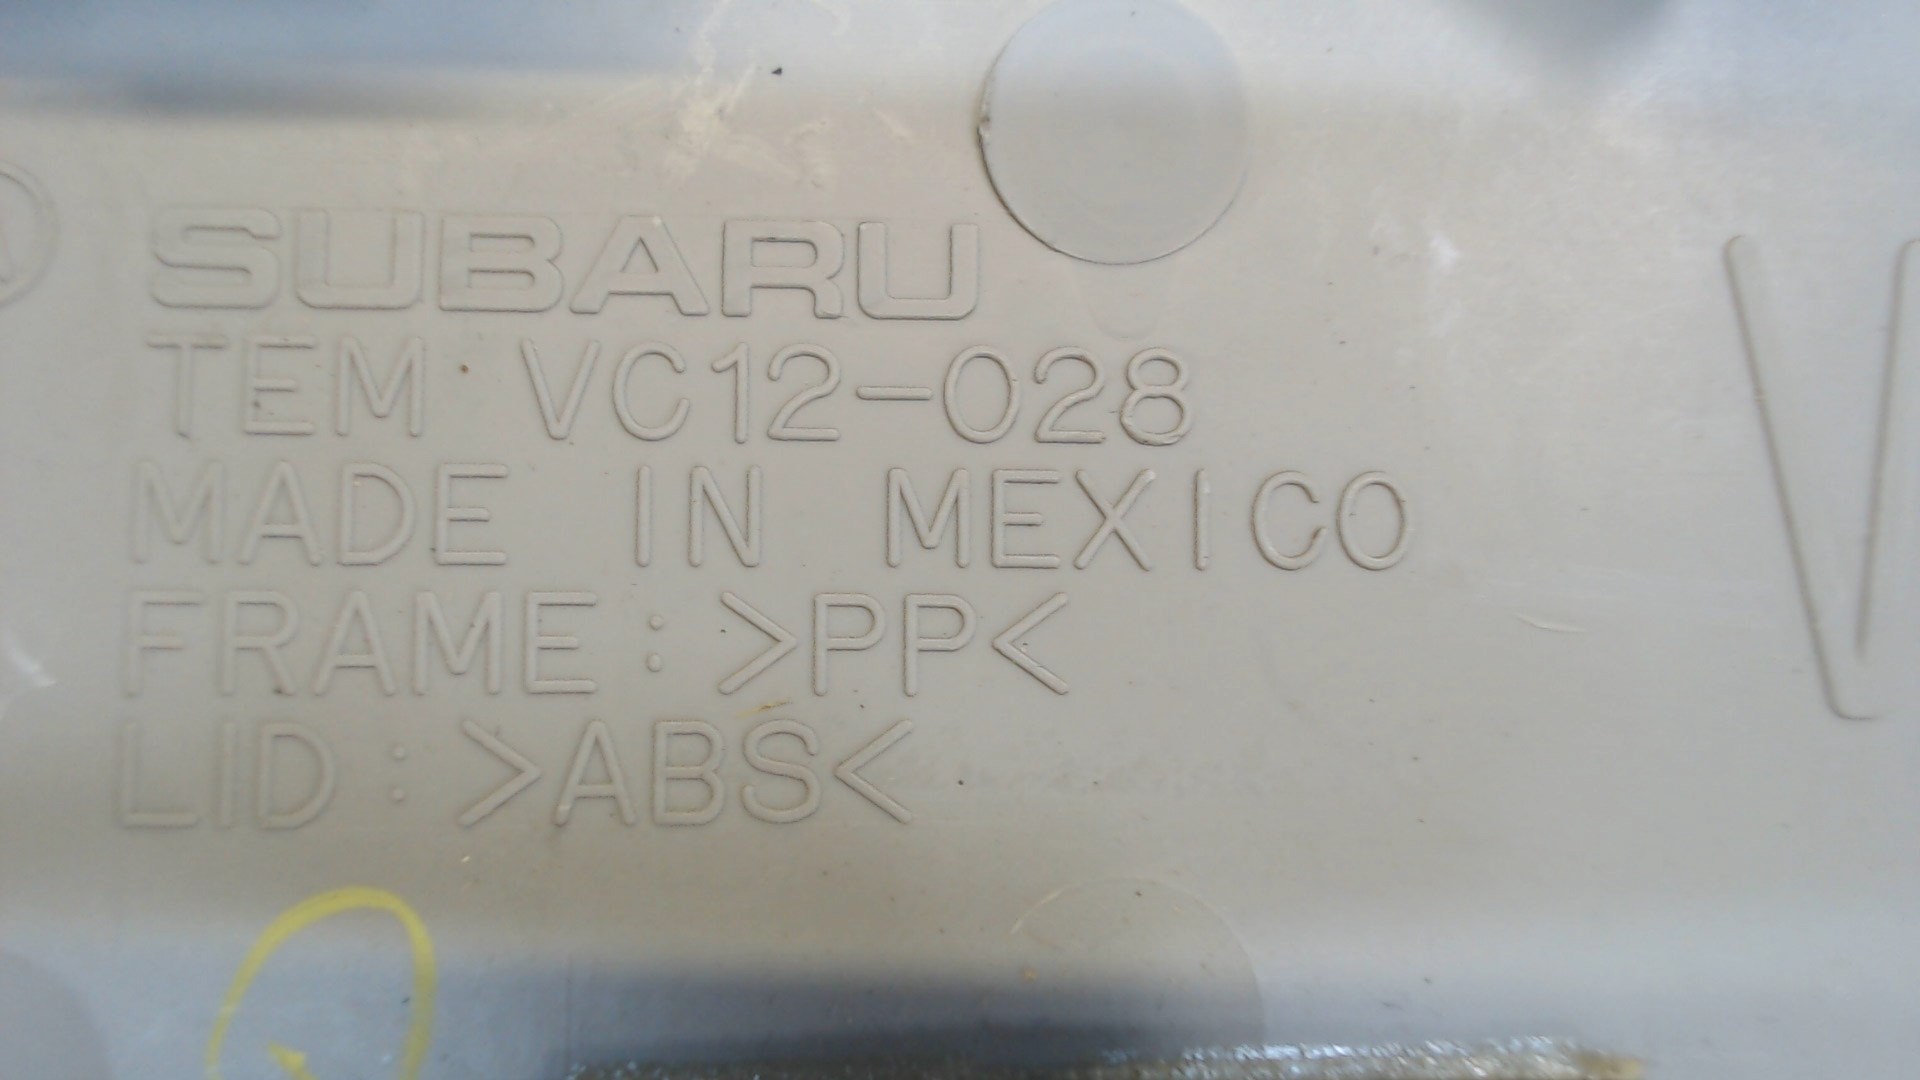 SUBARU
TEM VC12-028
MADE IN MEXICO
FRAME: >PP<
LID: >ABS<
V